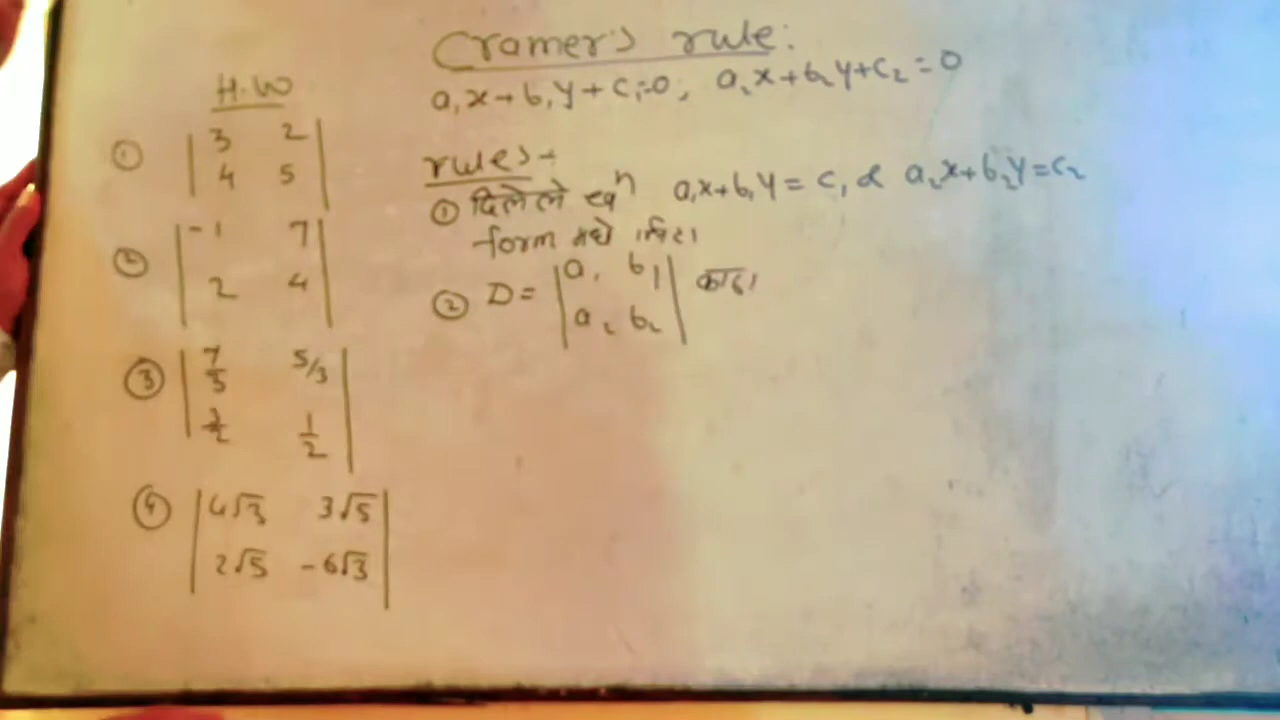 H.W
① | 3 2 |
| 4 5 |
② | -1 7 |
| 2 4 |
③ | 7/3 5/3 |
| 1/2 |
④ | 4√3 3√5 |
| 2√5 -6√3 |
Cramer's rule:
a₁x+b₁y+c₁=0; a₂x+b₂y+c₂=0
rules-
① दिलेले eqⁿ a₁x+b₁y=c₁ & a₂x+b₂y=c₂
form मधे लिहा
② D= | a₁ b₁ | काढा
| a₂ b₂ |